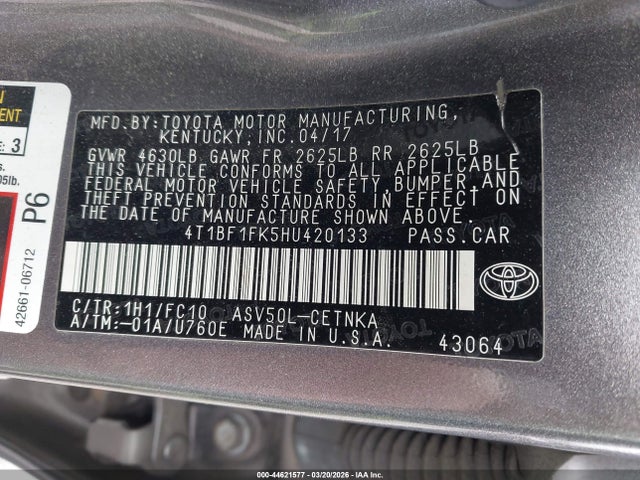 MFD.BY:TOYOTA MOTOR MANUFACTURING,
KENTUCKY,INC.04/17
GVWR 4630LB GAWR FR 2625LB RR 2625LB
THIS VEHICLE CONFORMS TO ALL APPLICABLE
FEDERAL MOTOR VEHICLE SAFETY,BUMPER,AND
THEFT PREVENTION STANDARDS IN EFFECT ON
THE DATE OF MANUFACTURE SHOWN ABOVE.
4T1BF1FK5HU420133 PASS.CAR
C/TR:1H1/FC10 ASV50L-CETNKA
A/TM:-01A/U760E MADE IN U.S.A. 43064
TOYOTA
3
05lb.
P6
42661-06712
000-44621577 — 03/20/2026 — IAA Inc.